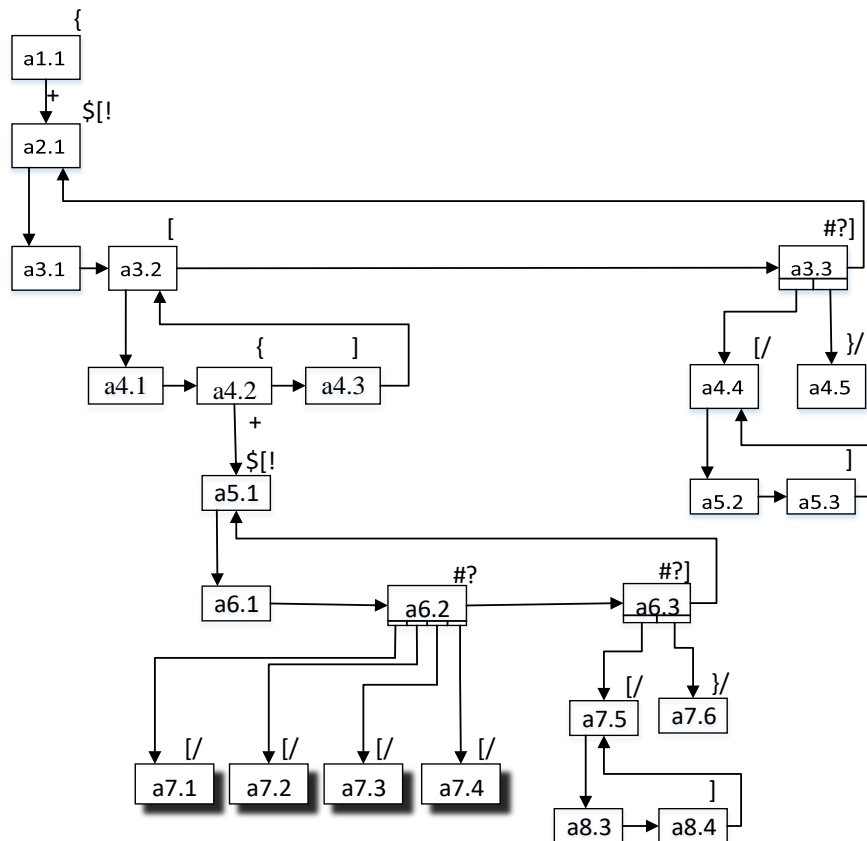 {
a1.1
+
$[!
a2.1
[
#?]
a3.1
a3.2
a3.3
{
]
[/
}/
a4.1
a4.2
a4.3
a4.4
a4.5
+
$[!
]
a5.1
a5.2
a5.3
#?
#?]
a6.1
a6.2
a6.3
[/
}/
a7.5
a7.6
[/
[/
[/
[/
a7.1
a7.2
a7.3
a7.4
]
a8.3
a8.4